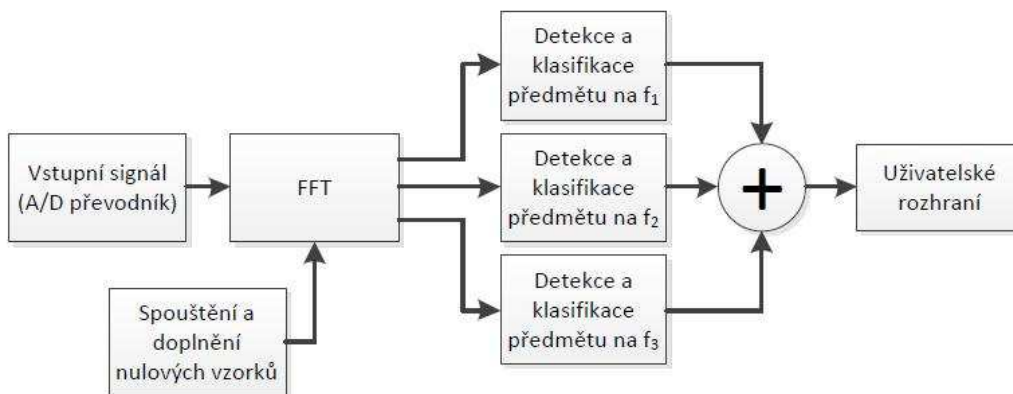 Vstupní signál
(A/D převodník)
FFT
Spouštění a
doplnění
nulových vzorků
Detekce a
klasifikace
předmětu na f₁
Detekce a
klasifikace
předmětu na f₂
Detekce a
klasifikace
předmětu na f₃
+
Uživatelské
rozhraní